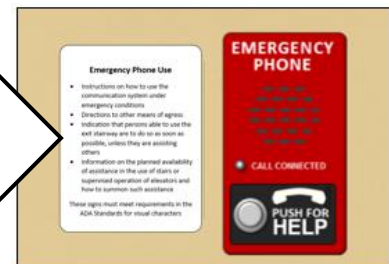 Emergency Phone Use
• Instructions on how to use the
communication system under
emergency conditions
• Directions to other means of egress
• Indication that persons able to use the
exit stairway are to do so as soon as
possible, unless they are assisting
others
• Information on the planned availability
of assistance in the use of stairs or
supervised operation of elevators and
how to summon such assistance
These signs must meet requirements in the
ADA Standards for visual characters
EMERGENCY
PHONE
CALL CONNECTED
PUSH FOR
HELP